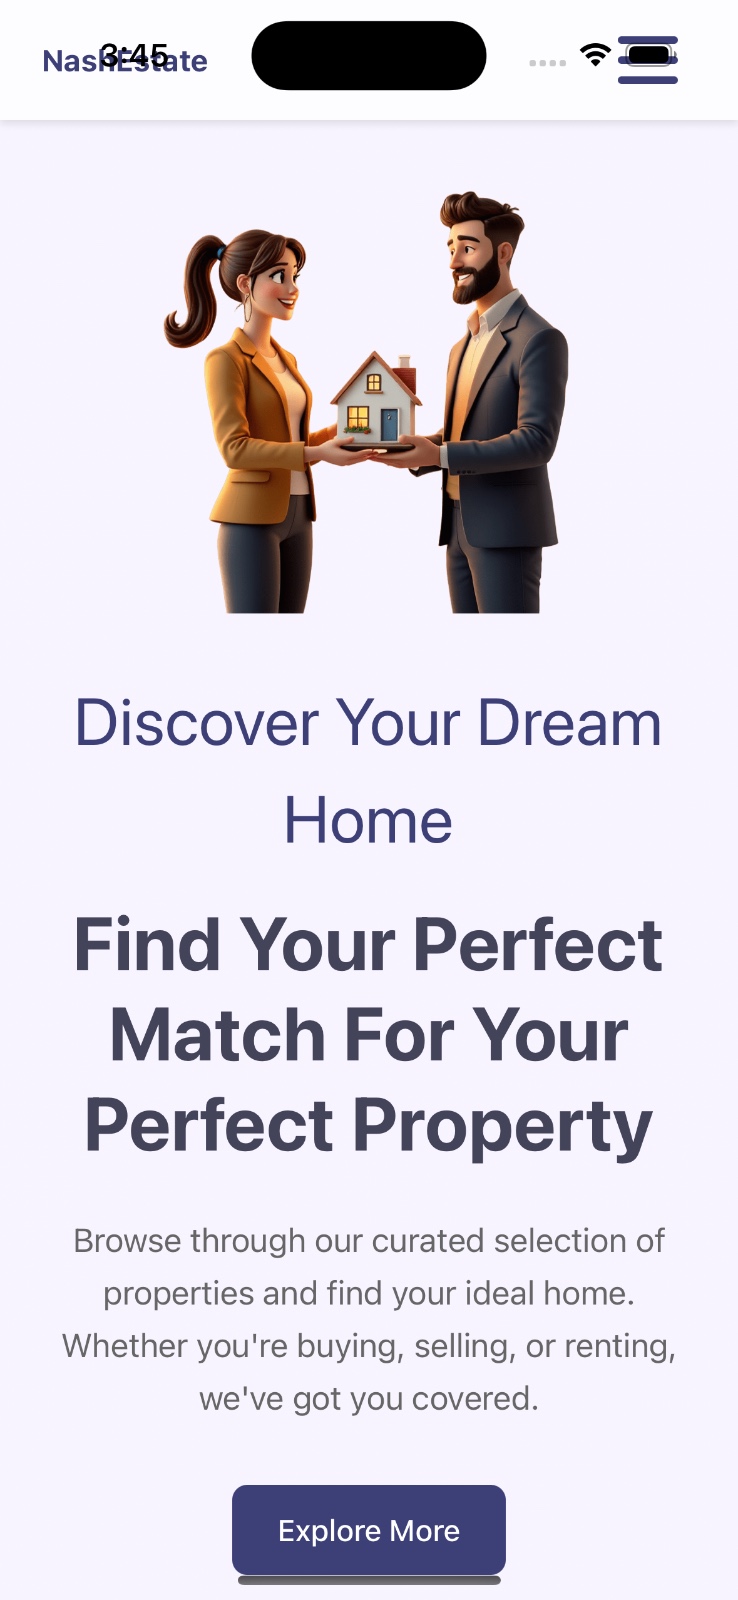 NashEstate
3:45
Discover Your Dream
Home
Find Your Perfect
Match For Your
Perfect Property
Browse through our curated selection of
properties and find your ideal home.
Whether you're buying, selling, or renting,
we've got you covered.
Explore More